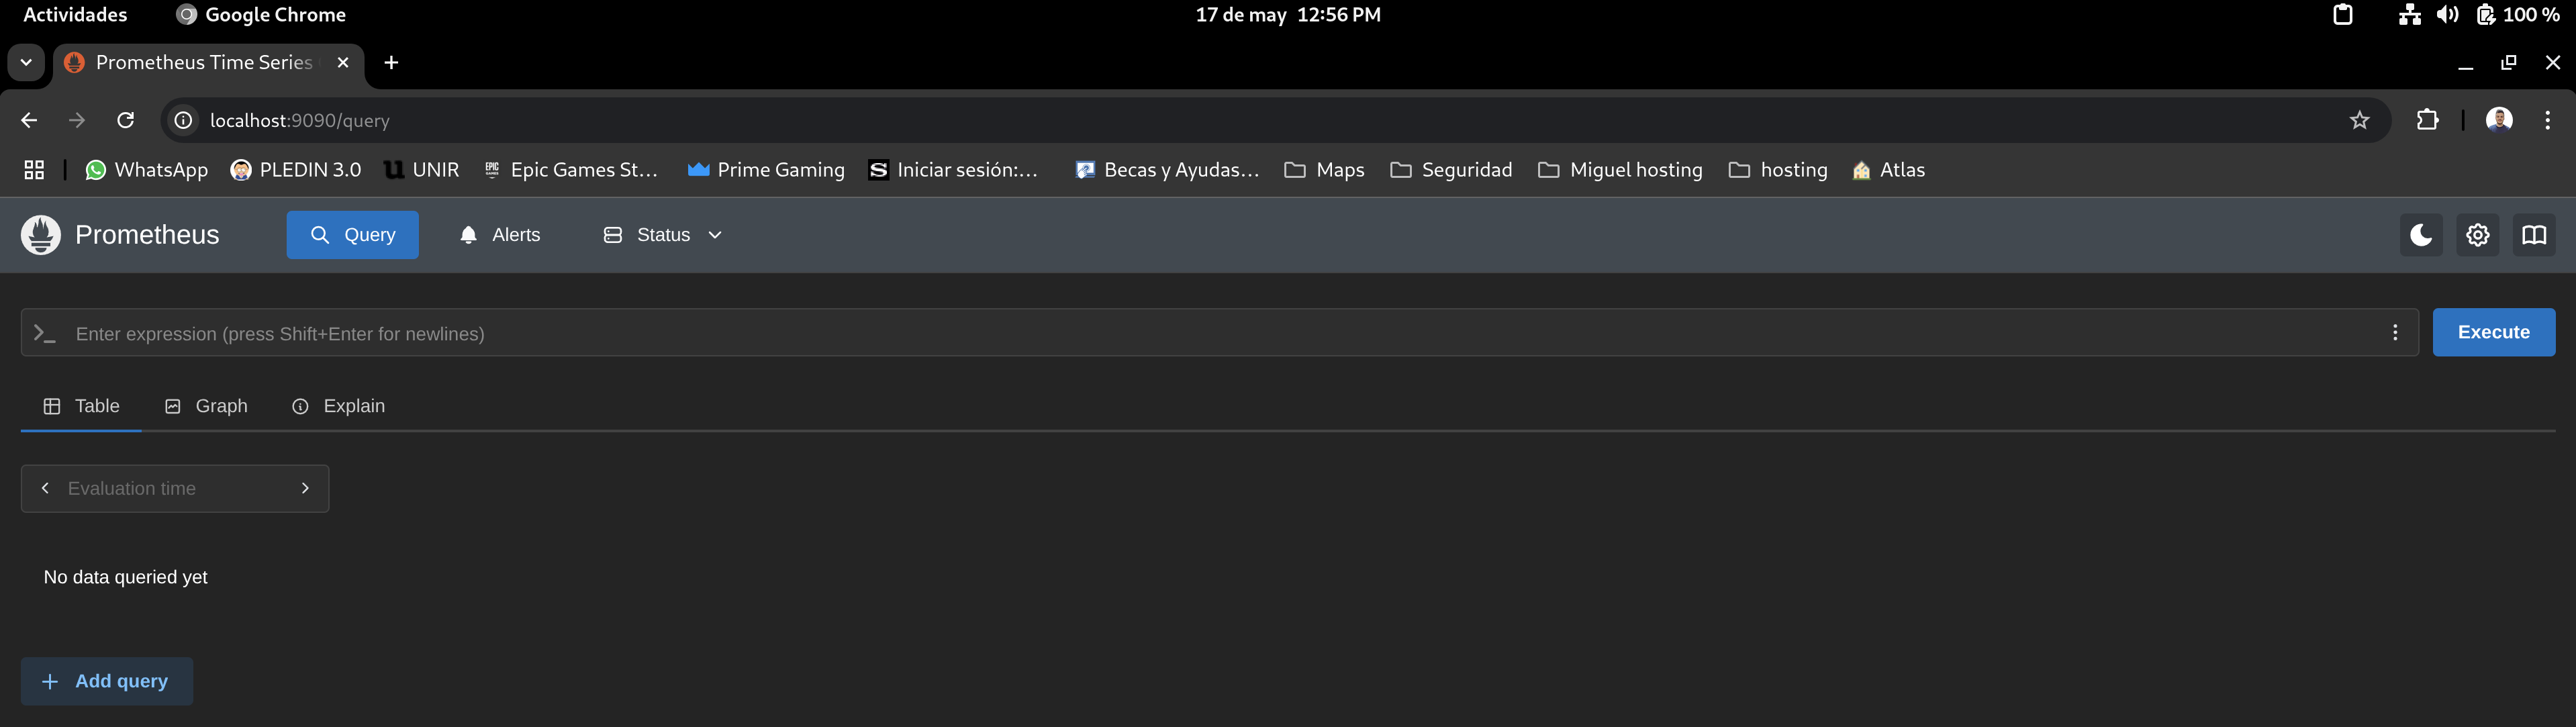 Actividades Google Chrome 17 de may 12:56 PM 100 %
Prometheus Time Series
localhost:9090/query
WhatsApp PLEDIN 3.0 UNIR Epic Games St… Prime Gaming Iniciar sesión:… Becas y Ayudas… Maps Seguridad Miguel hosting hosting Atlas
Prometheus Query Alerts Status
Enter expression (press Shift+Enter for newlines) Execute
Table Graph Explain
Evaluation time
No data queried yet
Add query